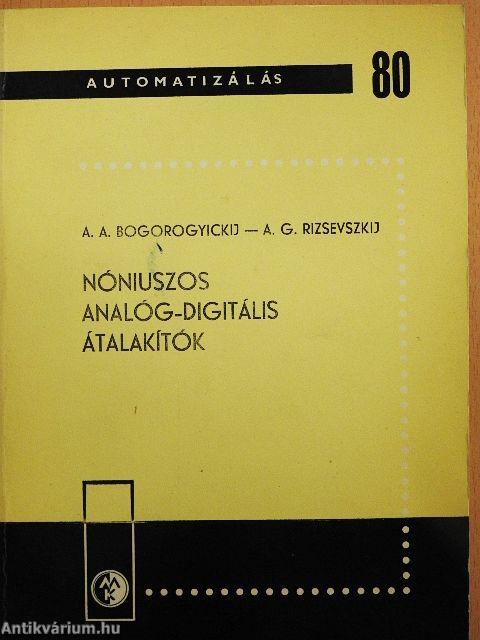 AUTOMATIZÁLÁS 80
A. A. BOGOROGYICKIJ — A. G. RIZSEVSZKIJ
NÓNIUSZOS
ANALÓG-DIGITÁLIS
ÁTALAKÍTÓK
MK
Antikvárium.hu